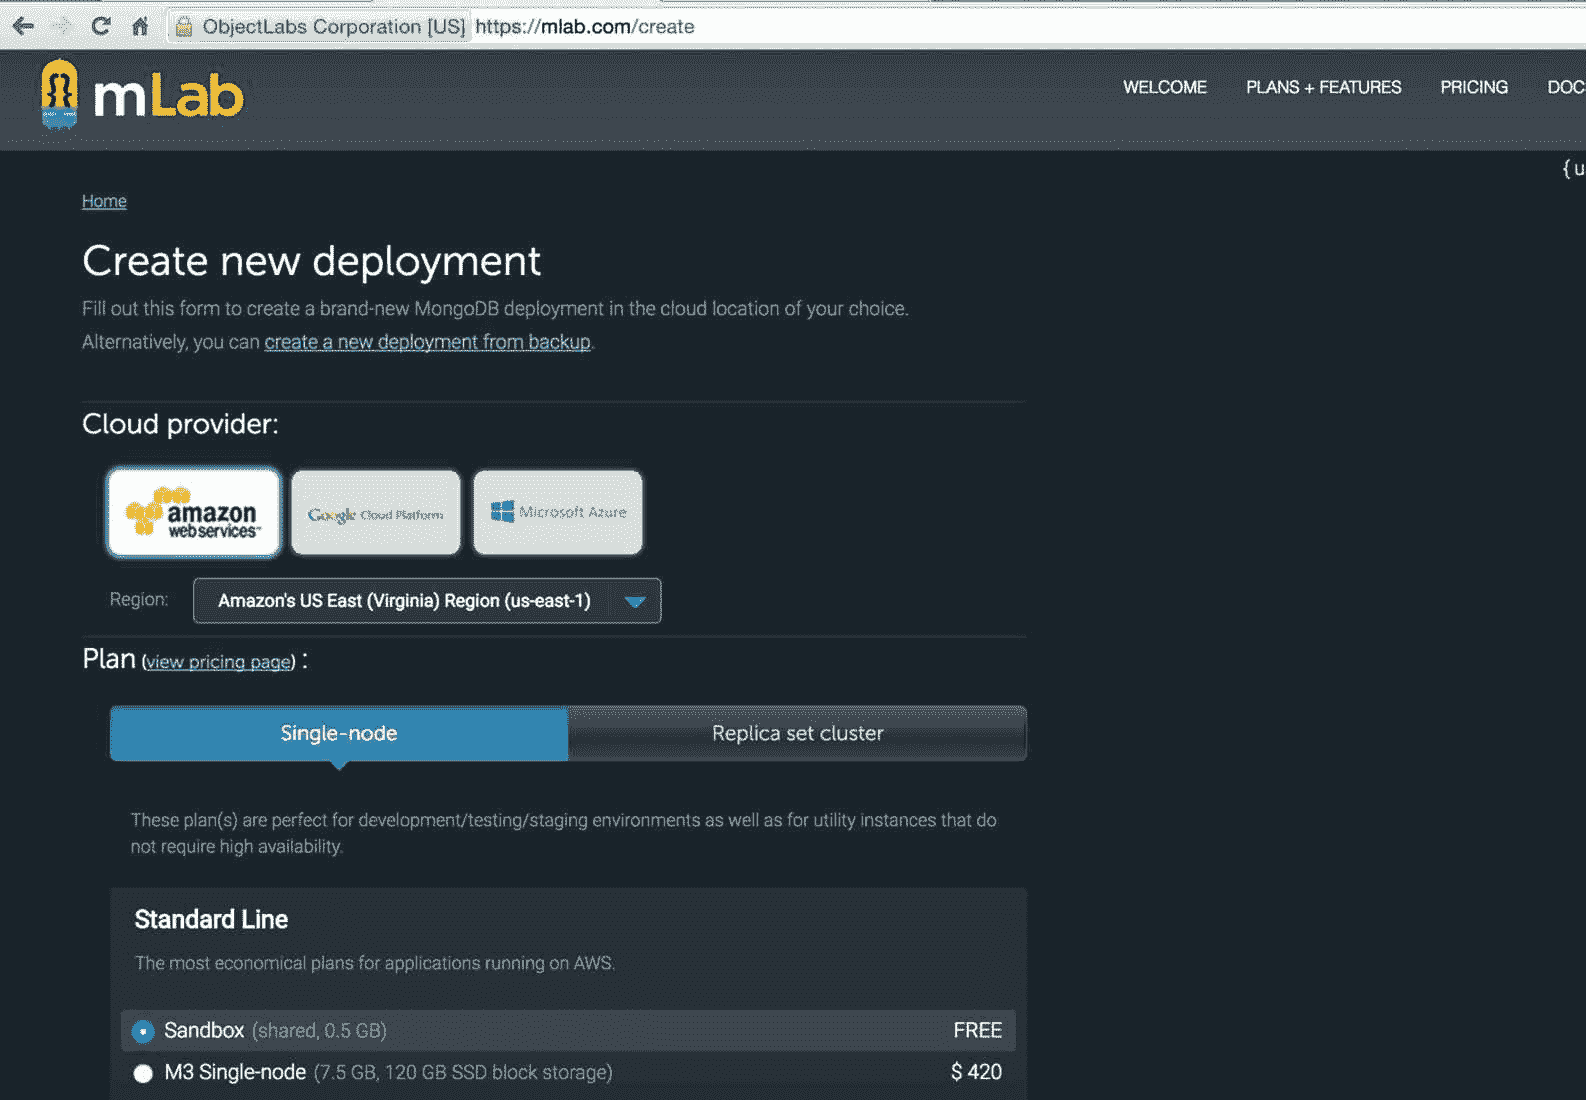 ObjectLabs Corporation [US] https://mlab.com/create
mLab
WELCOME PLANS + FEATURES PRICING DOC
{ u
Home
Create new deployment
Fill out this form to create a brand-new MongoDB deployment in the cloud location of your choice.
Alternatively, you can create a new deployment from backup.
Cloud provider:
amazon
webservices™
Google Cloud Platform
Microsoft Azure
Region: Amazon's US East (Virginia) Region (us-east-1)
Plan (view pricing page) :
Single-node Replica set cluster
These plan(s) are perfect for development/testing/staging environments as well as for utility instances that do
not require high availability.
Standard Line
The most economical plans for applications running on AWS.
Sandbox (shared, 0.5 GB) FREE
M3 Single-node (7.5 GB, 120 GB SSD block storage) $ 420